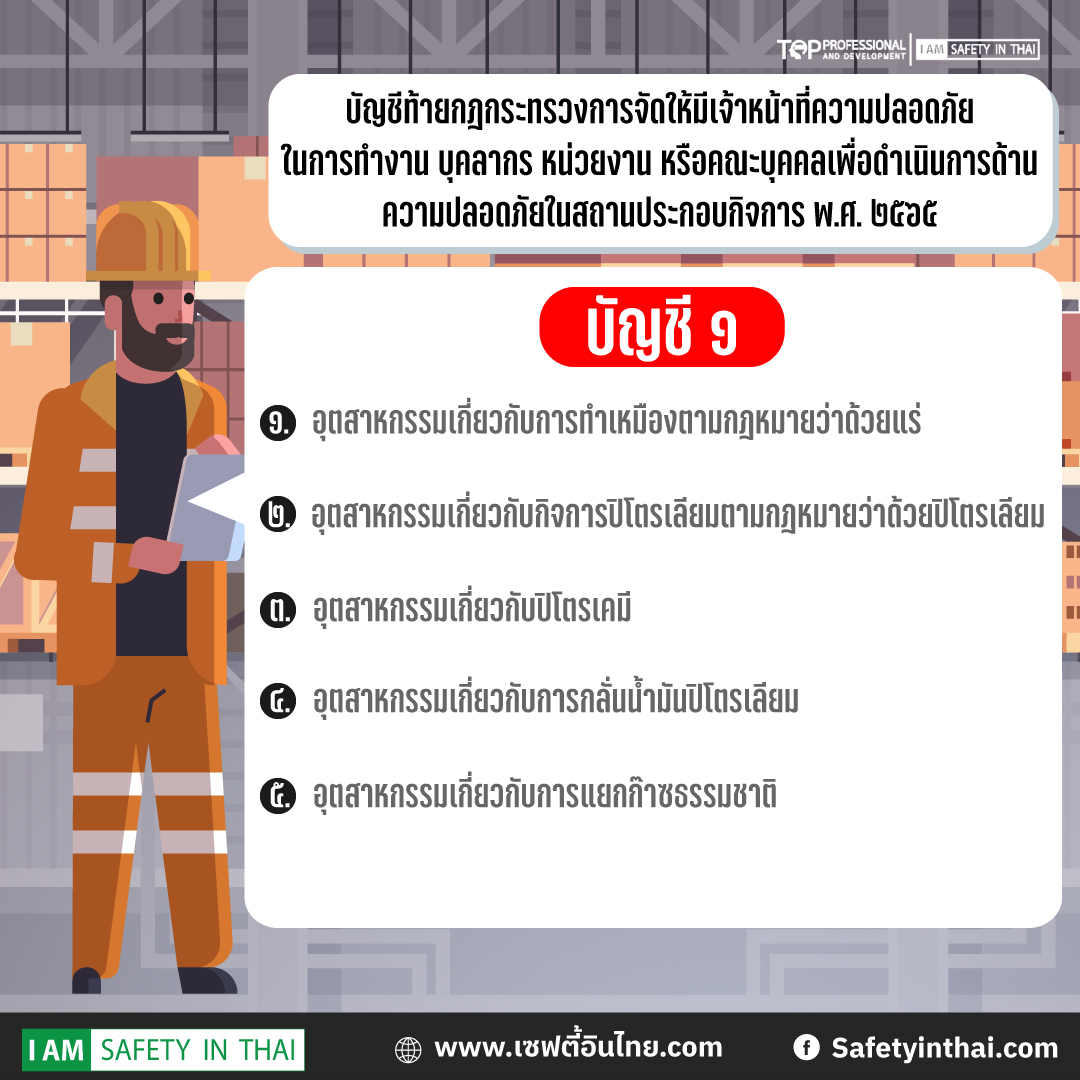 TOP PROFESSIONAL AND DEVELOPMENT | I AM SAFETY IN THAI
บัญชีท้ายกฎกระทรวงการจัดให้มีเจ้าหน้าที่ความปลอดภัย
ในการทำงาน บุคลากร หน่วยงาน หรือคณะบุคคลเพื่อดำเนินการด้าน
ความปลอดภัยในสถานประกอบกิจการ พ.ศ. ๒๕๖๕
บัญชี ๑
๑. อุตสาหกรรมเกี่ยวกับการทำเหมืองตามกฎหมายว่าด้วยแร่
๒. อุตสาหกรรมเกี่ยวกับกิจการปิโตรเลียมตามกฎหมายว่าด้วยปิโตรเลียม
๓. อุตสาหกรรมเกี่ยวกับปิโตรเคมี
๔. อุตสาหกรรมเกี่ยวกับการกลั่นน้ำมันปิโตรเลียม
๕. อุตสาหกรรมเกี่ยวกับการแยกก๊าซธรรมชาติ
I AM SAFETY IN THAI
www.เซฟตี้อินไทย.com
Safetyinthai.com